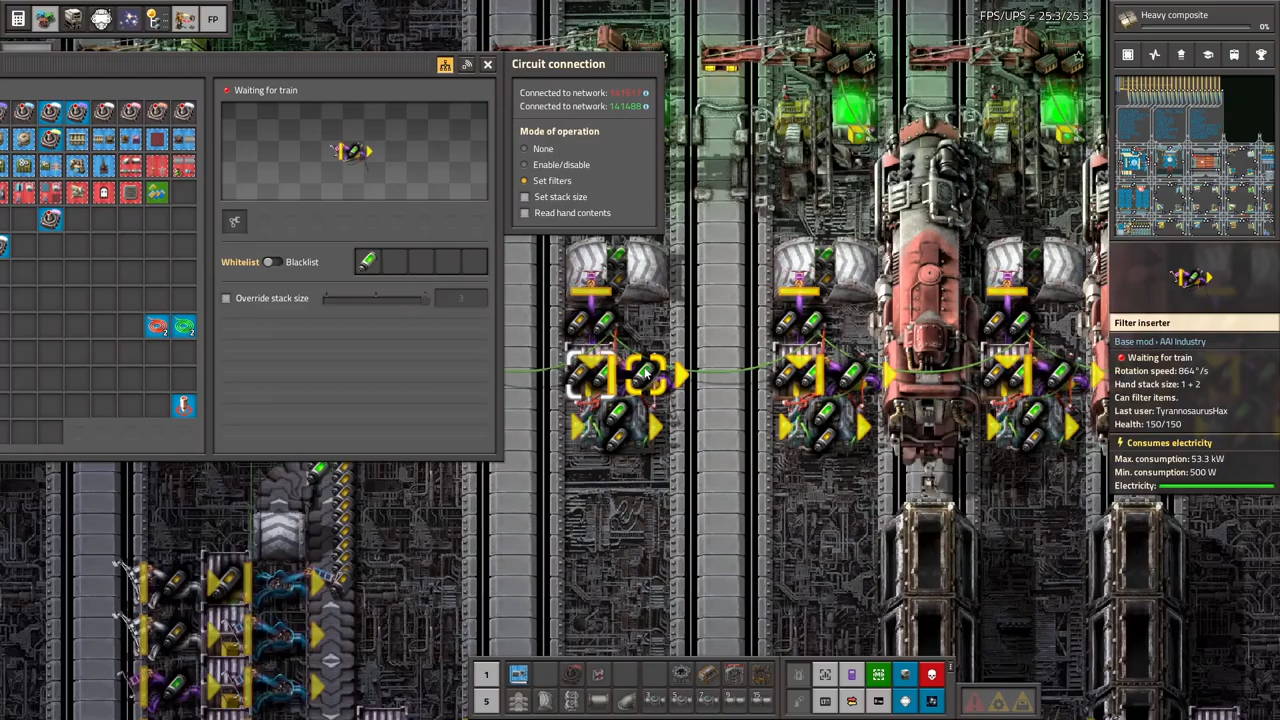 FP
FPS/UPS = 25.3/25.3
Heavy composite
0%
Waiting for train
Circuit connection
Connected to network: 141517
Connected to network: 141488
Mode of operation
None
Enable/disable
Set filters
Set stack size
Read hand contents
Whitelist
Blacklist
Override stack size
3
Filter inserter
Base mod › AAI Industry
Waiting for train
Rotation speed: 864°/s
Hand stack size: 1 + 2
Can filter items.
Last user: TyrannosaurusHax
Health: 150/150
Consumes electricity
Max. consumption: 53.3 kW
Min. consumption: 500 W
Electricity:
1
5